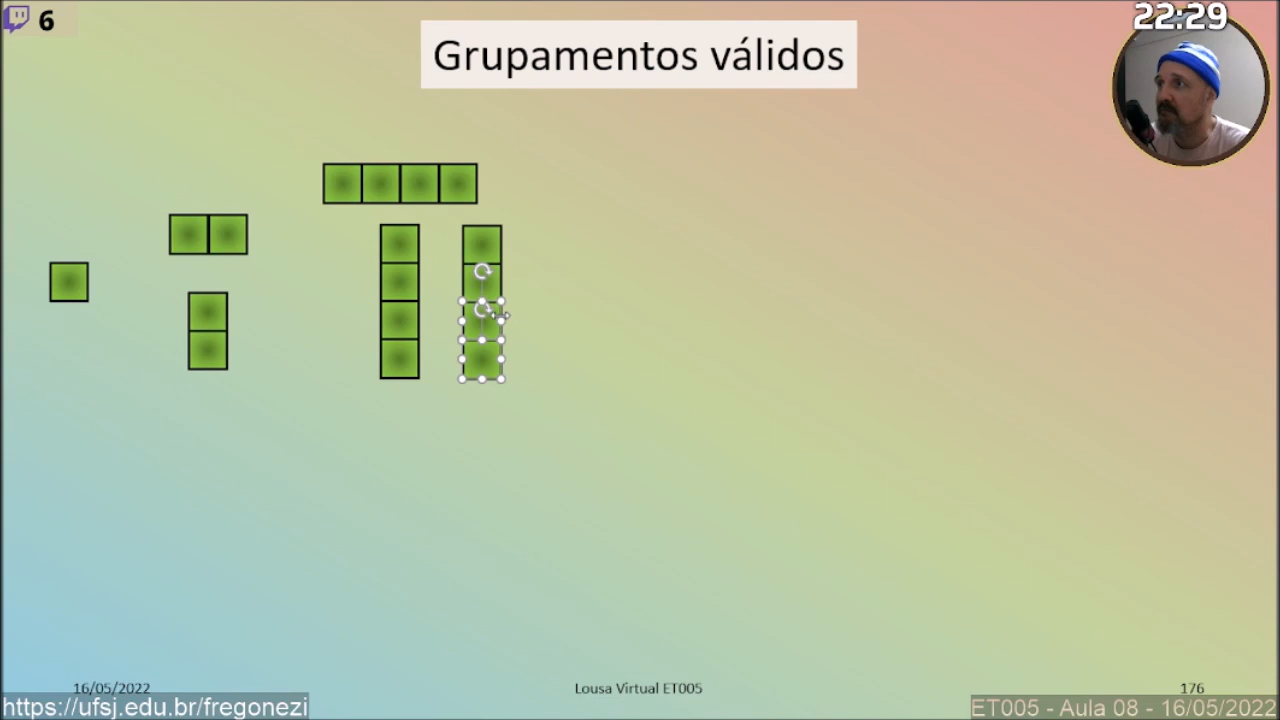 6
22:29
Grupamentos válidos
16/05/2022
Lousa Virtual ET005
176
https://ufsj.edu.br/fregonezi
ET005 - Aula 08 - 16/05/2022